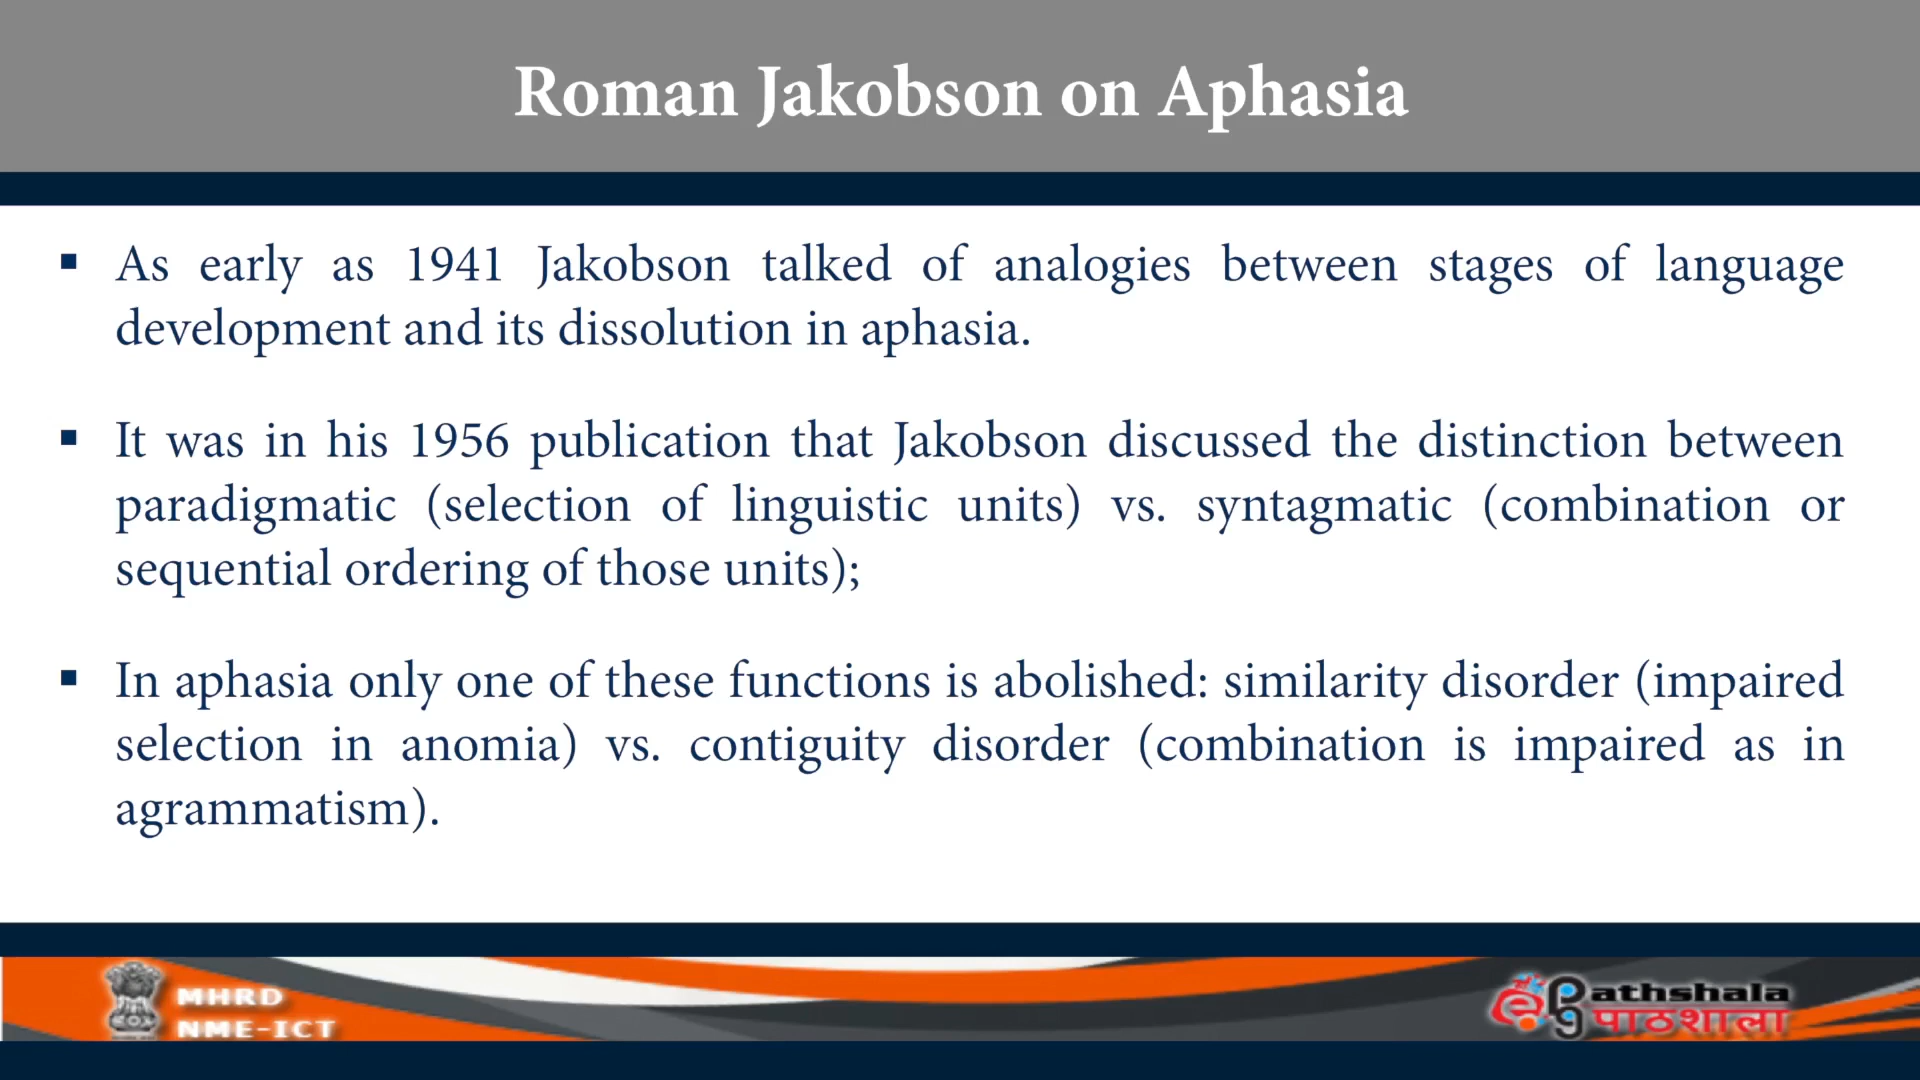 Roman Jakobson on Aphasia
▪ As early as 1941 Jakobson talked of analogies between stages of language
development and its dissolution in aphasia.
▪ It was in his 1956 publication that Jakobson discussed the distinction between
paradigmatic (selection of linguistic units) vs. syntagmatic (combination or
sequential ordering of those units);
▪ In aphasia only one of these functions is abolished: similarity disorder (impaired
selection in anomia) vs. contiguity disorder (combination is impaired as in
agrammatism).
MHRD
NME-ICT
Pathshala
पाठशाला